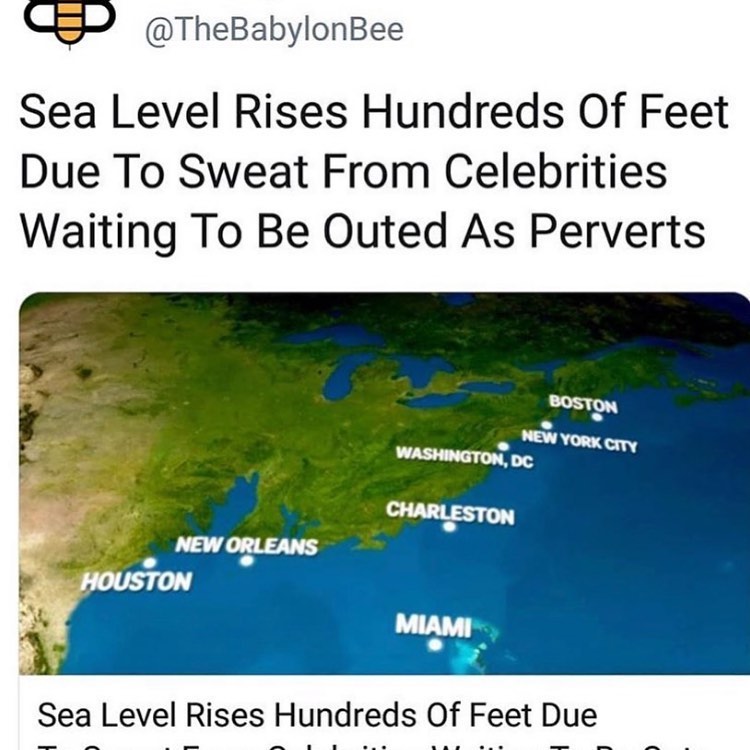 @TheBabylonBee
Sea Level Rises Hundreds Of Feet
Due To Sweat From Celebrities
Waiting To Be Outed As Perverts
BOSTON
NEW YORK CITY
WASHINGTON, DC
CHARLESTON
NEW ORLEANS
HOUSTON
MIAMI
Sea Level Rises Hundreds Of Feet Due